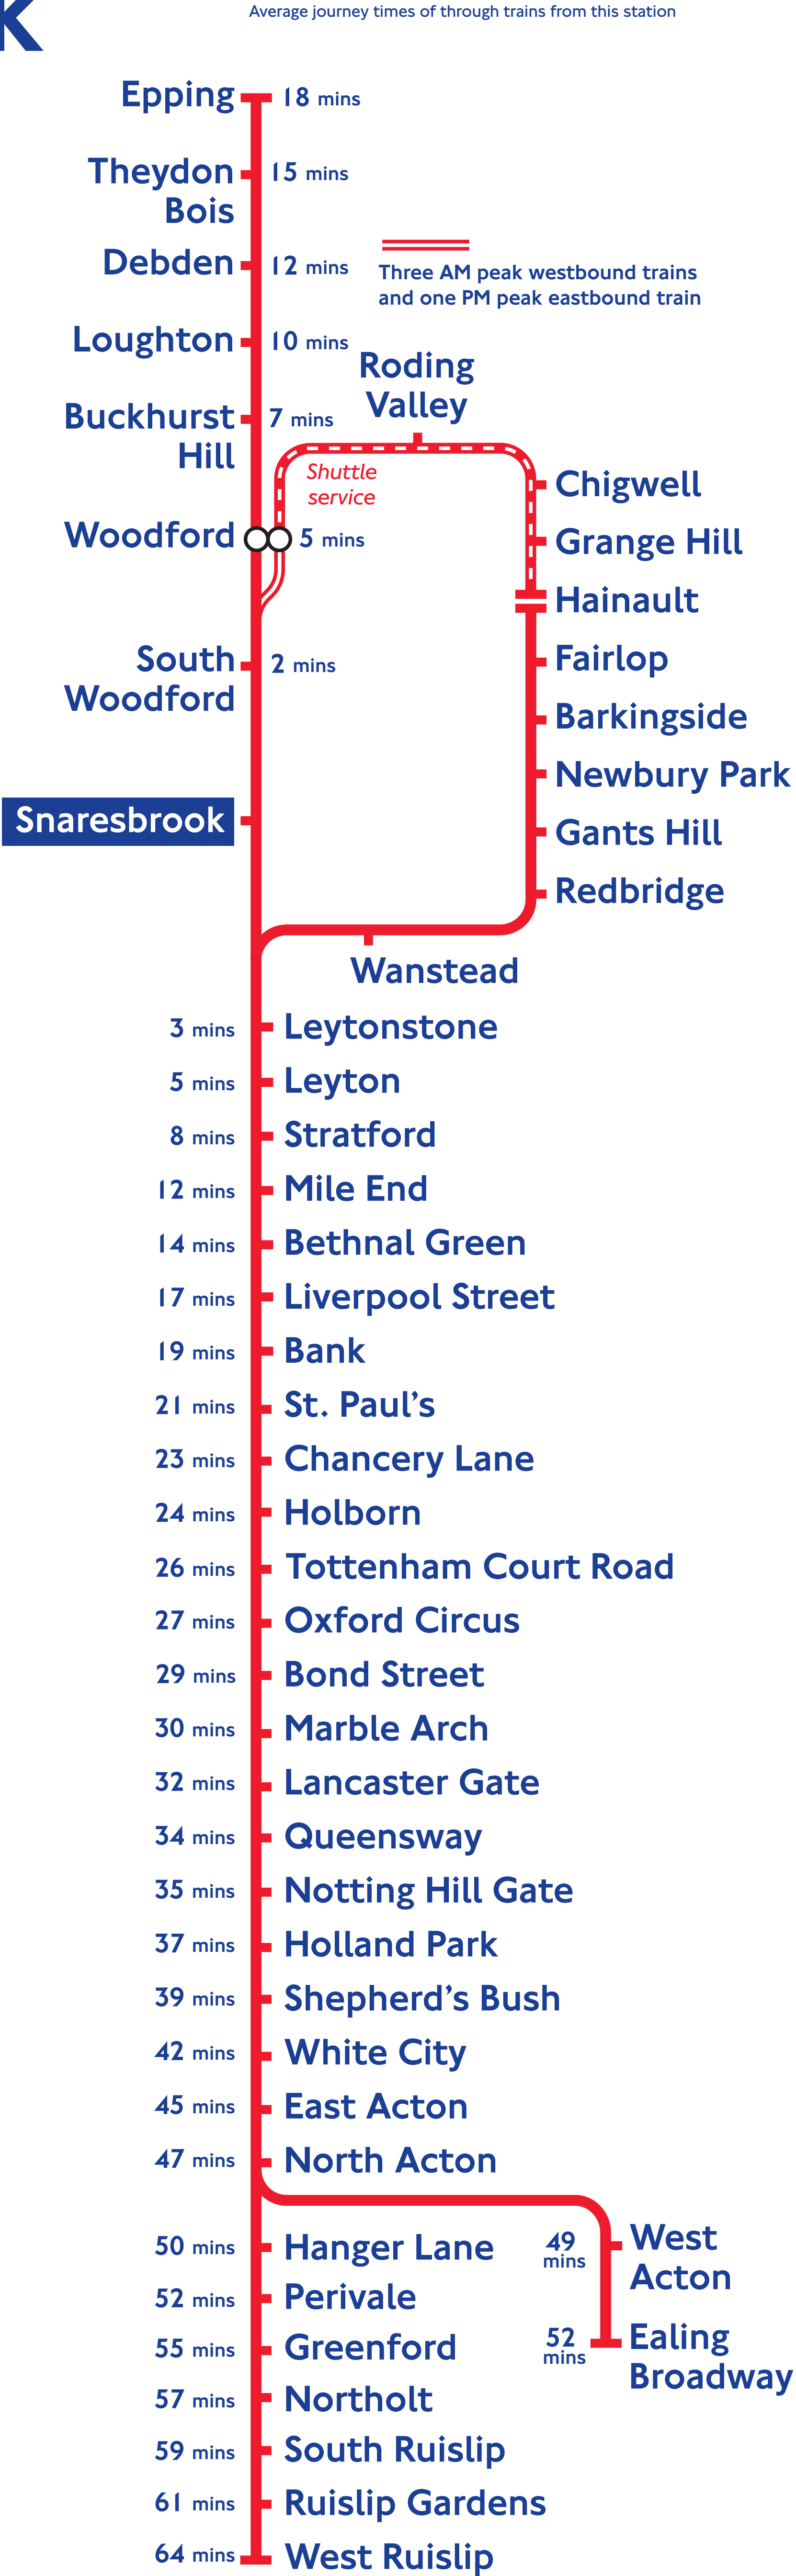 K
Average journey times of through trains from this station
Epping 18 mins
Theydon 15 mins
Bois
Debden 12 mins
Three AM peak westbound trains
and one PM peak eastbound train
Loughton 10 mins
Roding
Valley
Buckhurst 7 mins
Hill
Shuttle
service
Chigwell
Woodford 5 mins
Grange Hill
Hainault
South 2 mins
Woodford
Fairlop
Barkingside
Newbury Park
Snaresbrook
Gants Hill
Redbridge
Wanstead
3 mins Leytonstone
5 mins Leyton
8 mins Stratford
12 mins Mile End
14 mins Bethnal Green
17 mins Liverpool Street
19 mins Bank
21 mins St. Paul's
23 mins Chancery Lane
24 mins Holborn
26 mins Tottenham Court Road
27 mins Oxford Circus
29 mins Bond Street
30 mins Marble Arch
32 mins Lancaster Gate
34 mins Queensway
35 mins Notting Hill Gate
37 mins Holland Park
39 mins Shepherd's Bush
42 mins White City
45 mins East Acton
47 mins North Acton
50 mins Hanger Lane
49
mins
West
Acton
52 mins Perivale
55 mins Greenford
52
mins
Ealing
Broadway
57 mins Northolt
59 mins South Ruislip
61 mins Ruislip Gardens
64 mins West Ruislip